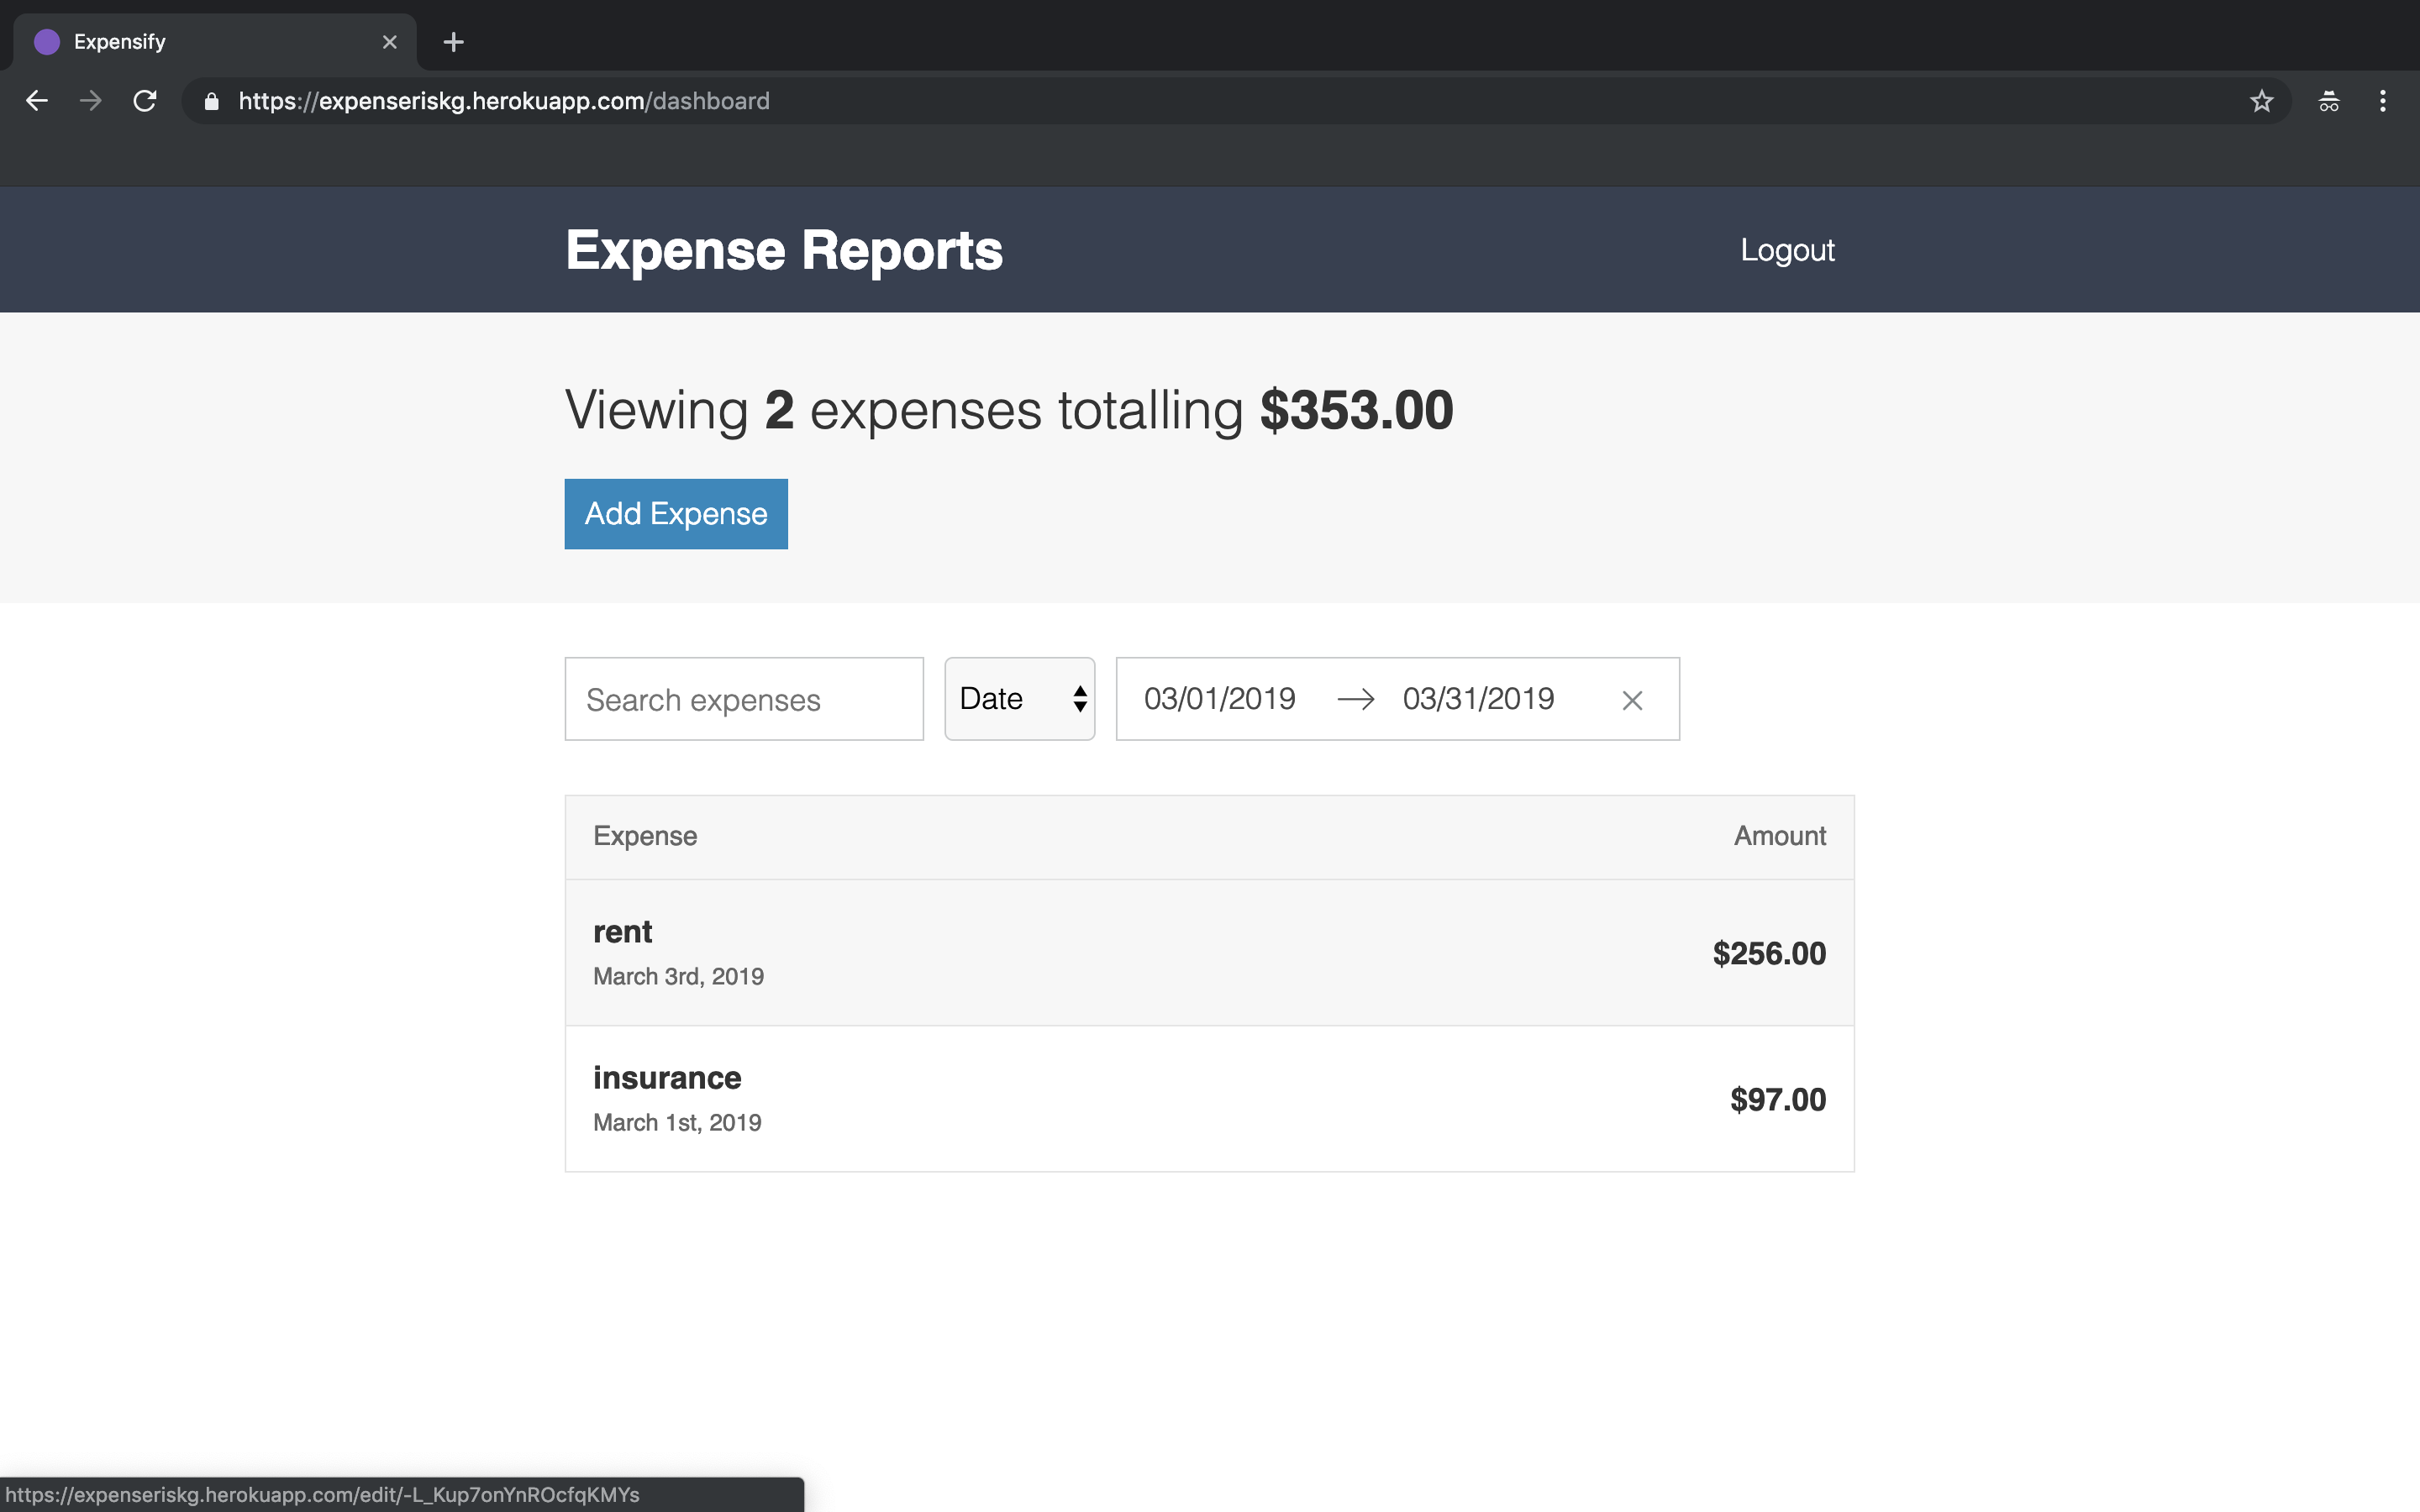 Expensify
https://expenseriskg.herokuapp.com/dashboard
Expense Reports
Logout
Viewing 2 expenses totalling $353.00
Add Expense
Search expenses
Date
03/01/2019
03/31/2019
Expense
Amount
rent
March 3rd, 2019
$256.00
insurance
March 1st, 2019
$97.00
https://expenseriskg.herokuapp.com/edit/-L_Kup7onYnROcfqKMYs